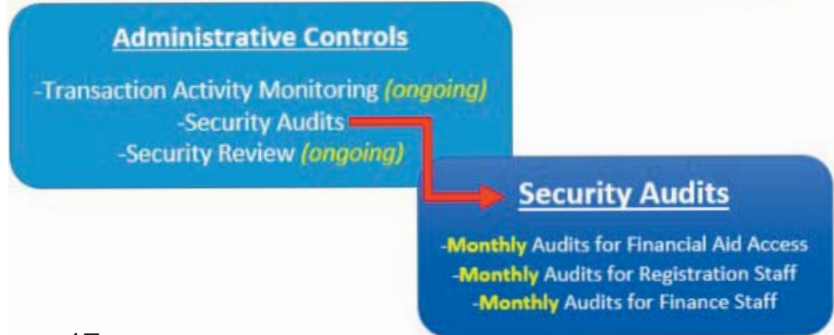 Administrative Controls
-Transaction Activity Monitoring (ongoing)
-Security Audits
-Security Review (ongoing)
Security Audits
-Monthly Audits for Financial Aid Access
-Monthly Audits for Registration Staff
-Monthly Audits for Finance Staff